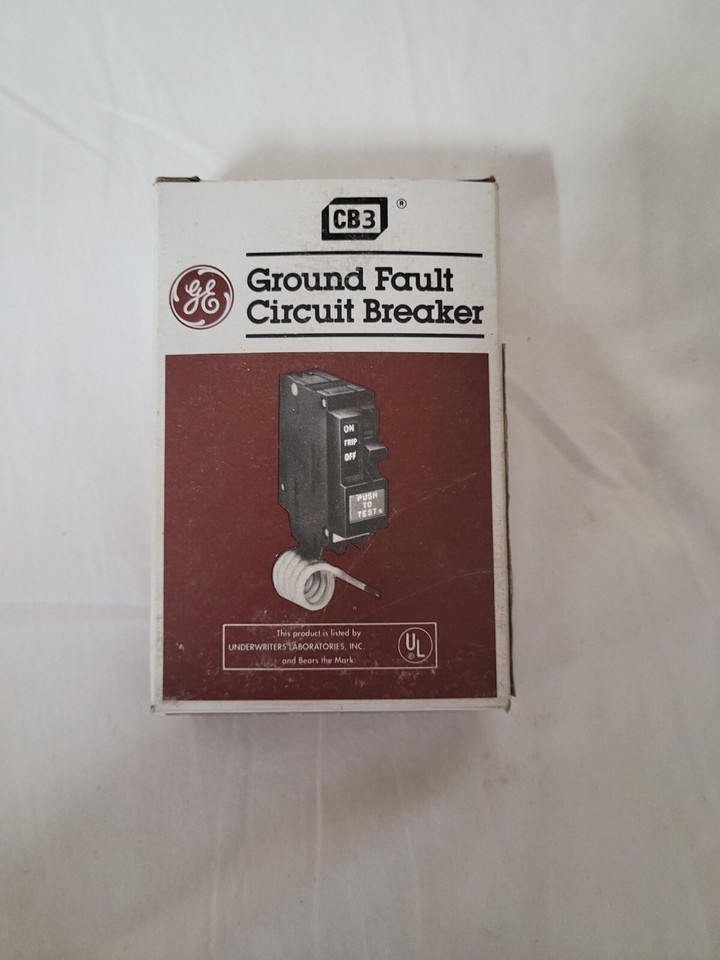 CB3 ®
GE
Ground Fault
Circuit Breaker
ON
TRIP
OFF
PUSH
TO
TEST
This product is listed by
UNDERWRITERS LABORATORIES, INC.
and Bears the Mark:
UL ®